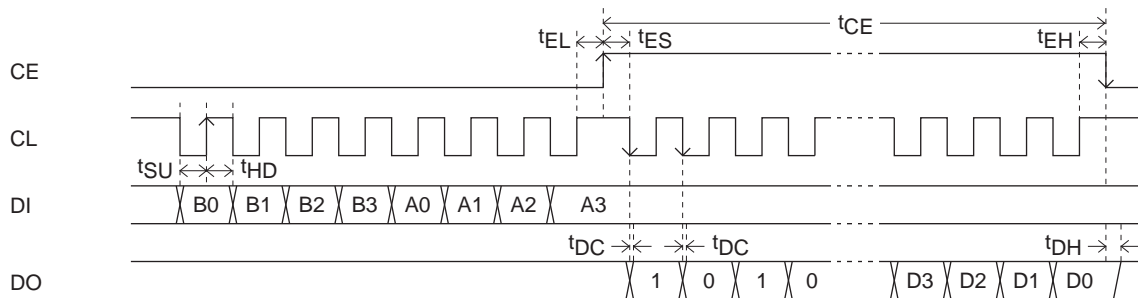 tCE
tEL tES tEH
CE
CL
tSU tHD
DI B0 B1 B2 B3 A0 A1 A2 A3
tDC tDC tDH
DO 1 0 1 0 D3 D2 D1 D0